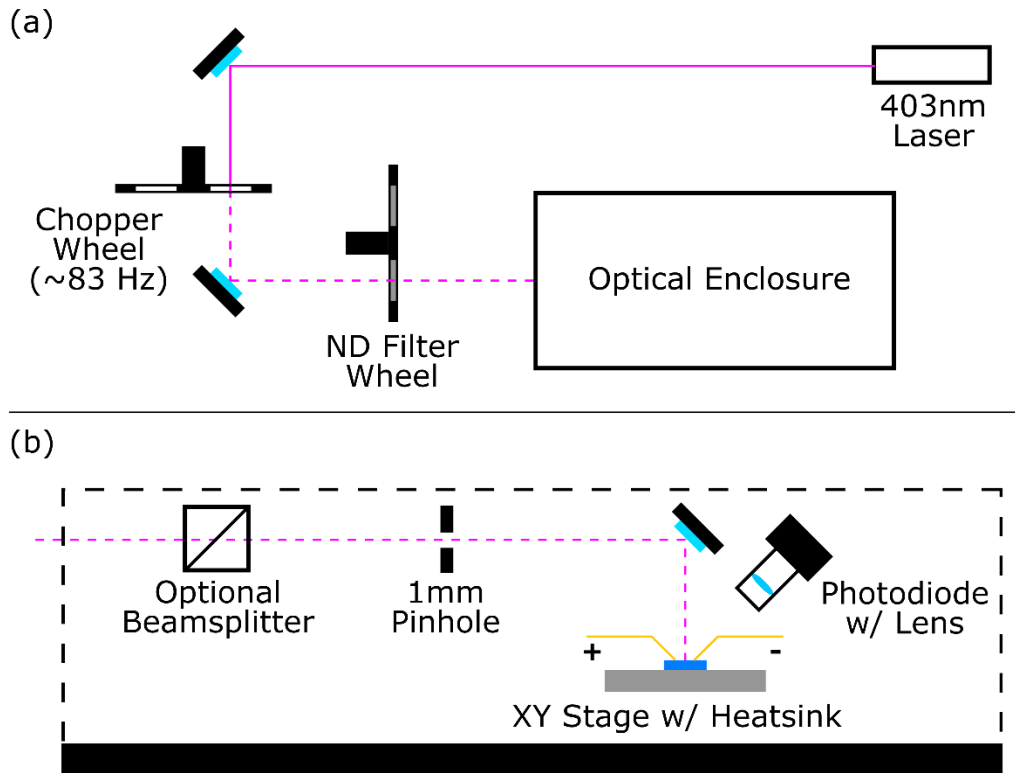 (a)
403nm
Laser
Chopper
Wheel
(~83 Hz)
ND Filter
Wheel
Optical Enclosure
(b)
Optional
Beamsplitter
1mm
Pinhole
Photodiode
w/ Lens
+
-
XY Stage w/ Heatsink